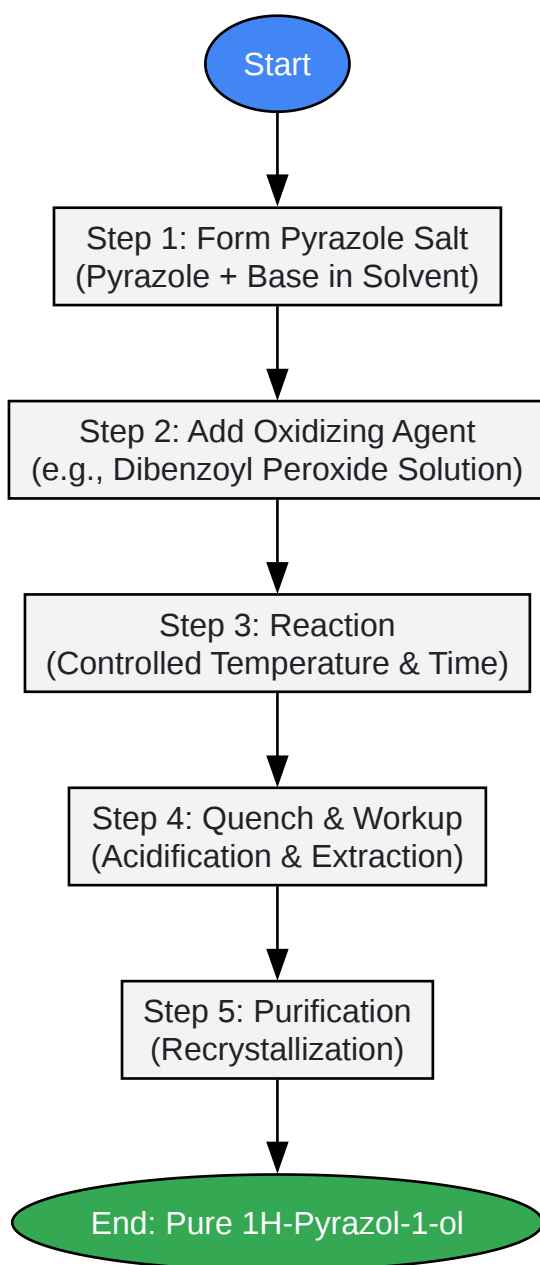 Start
Step 1: Form Pyrazole Salt
(Pyrazole + Base in Solvent)
Step 2: Add Oxidizing Agent
(e.g., Dibenzoyl Peroxide Solution)
Step 3: Reaction
(Controlled Temperature & Time)
Step 4: Quench & Workup
(Acidification & Extraction)
Step 5: Purification
(Recrystallization)
End: Pure 1H-Pyrazol-1-ol